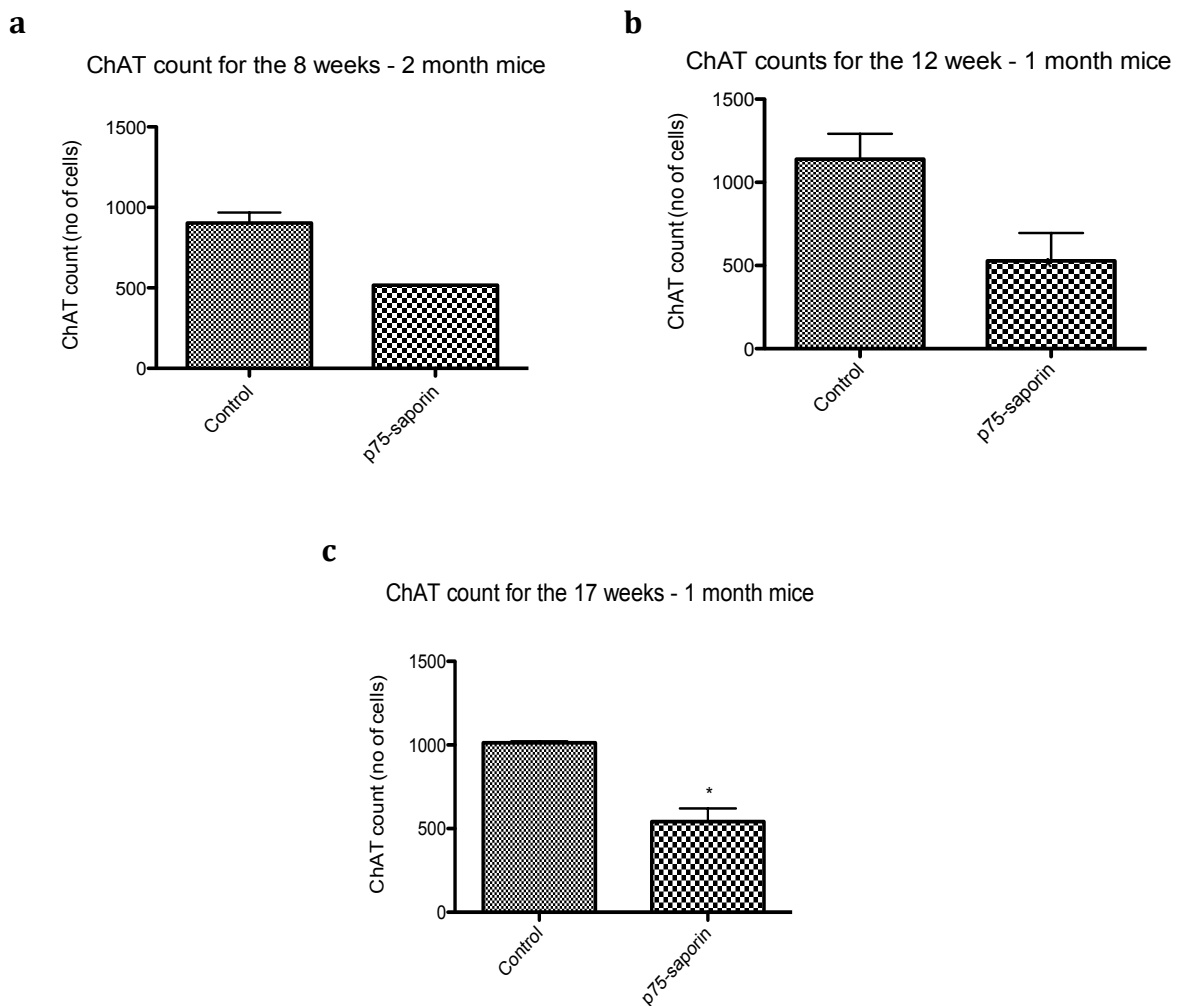 a
ChAT count for the 8 weeks - 2 month mice
ChAT count (no of cells)
1500
1000
500
0
Control
p75-saporin
b
ChAT counts for the 12 week - 1 month mice
ChAT count (no of cells)
1500
1000
500
0
Control
p75-saporin
c
ChAT count for the 17 weeks - 1 month mice
ChAT count (no of cells)
1500
1000
500
0
*
Control
p75-saporin